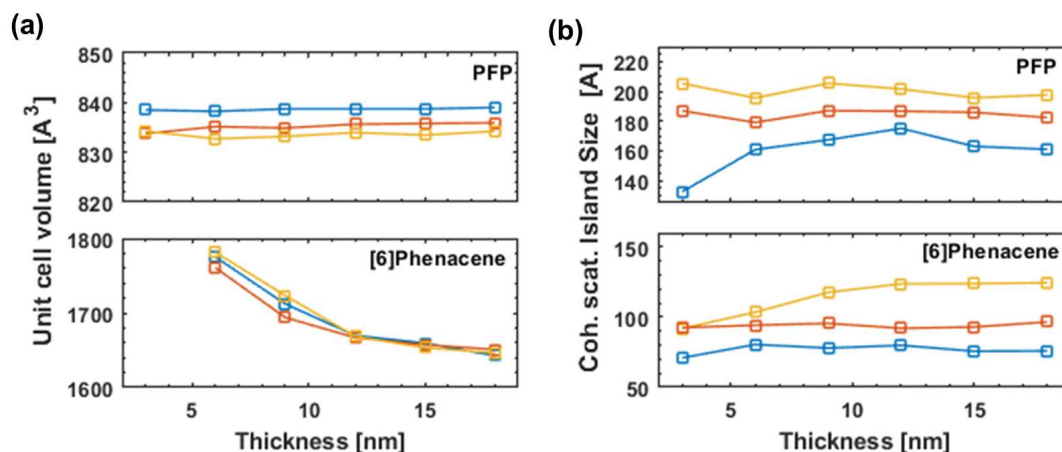 (a)
850
840
830
820
PFP
Unit cell volume [A^3]
1800
1700
1600
[6]Phenacene
5
10
15
Thickness [nm]
(b)
220
200
180
160
140
PFP
Coh. scat. Island Size [A]
150
100
50
[6]Phenacene
5
10
15
Thickness [nm]